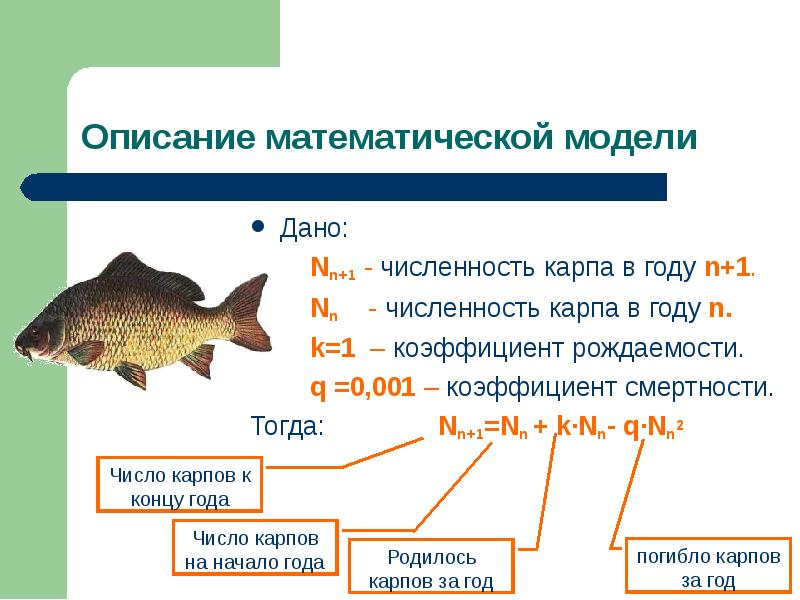 Описание математической модели
Дано:
Nn+1 - численность карпа в году n+1.
Nn - численность карпа в году n.
k=1 – коэффициент рождаемости.
q =0,001 – коэффициент смертности.
Тогда: Nn+1=Nn + k·Nn- q·Nn²
Число карпов к
концу года
Число карпов
на начало года
Родилось
карпов за год
погибло карпов
за год